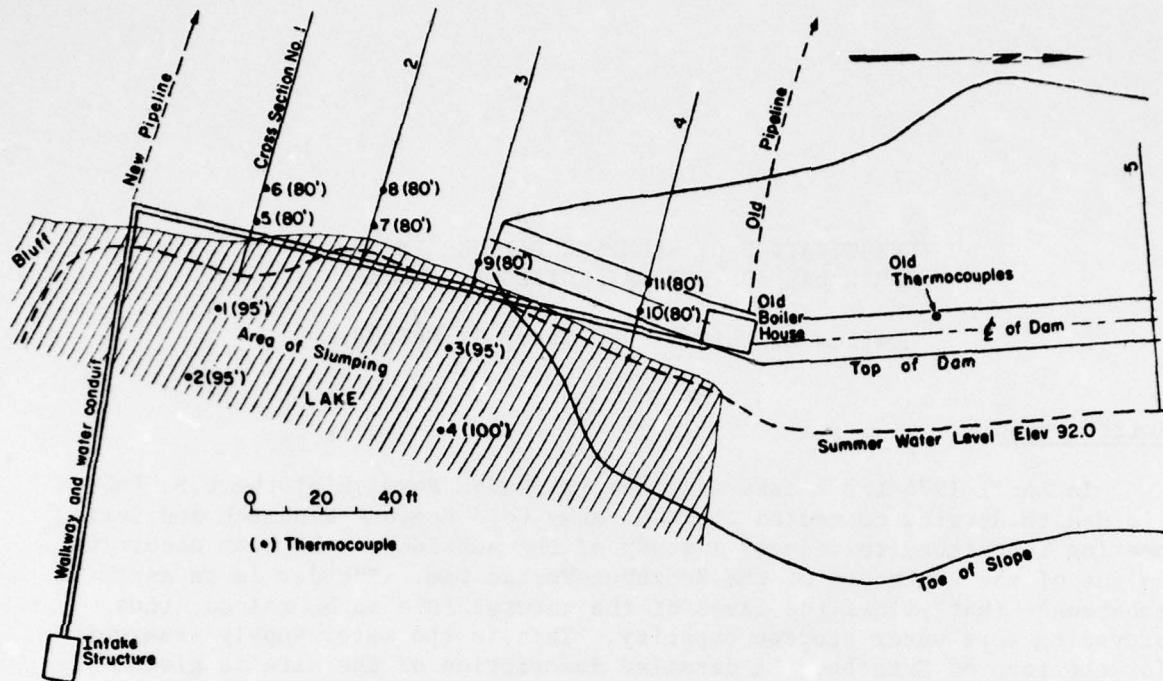 New Pipeline
Cross Section No. 1
2
3
4
Old Pipeline
N
5
6 (80')
5 (80')
8 (80')
7 (80')
9 (80')
11 (80')
10 (80')
Bluff
1 (95')
2 (95')
3 (95')
4 (100')
Area of Slumping
LAKE
Old
Boiler
House
Old
Thermocouples
℄ of Dam
Top of Dam
Summer Water Level Elev 92.0
Toe of Slope
0 20 40 ft
(•) Thermocouple
Walkway and water conduit
Intake
Structure